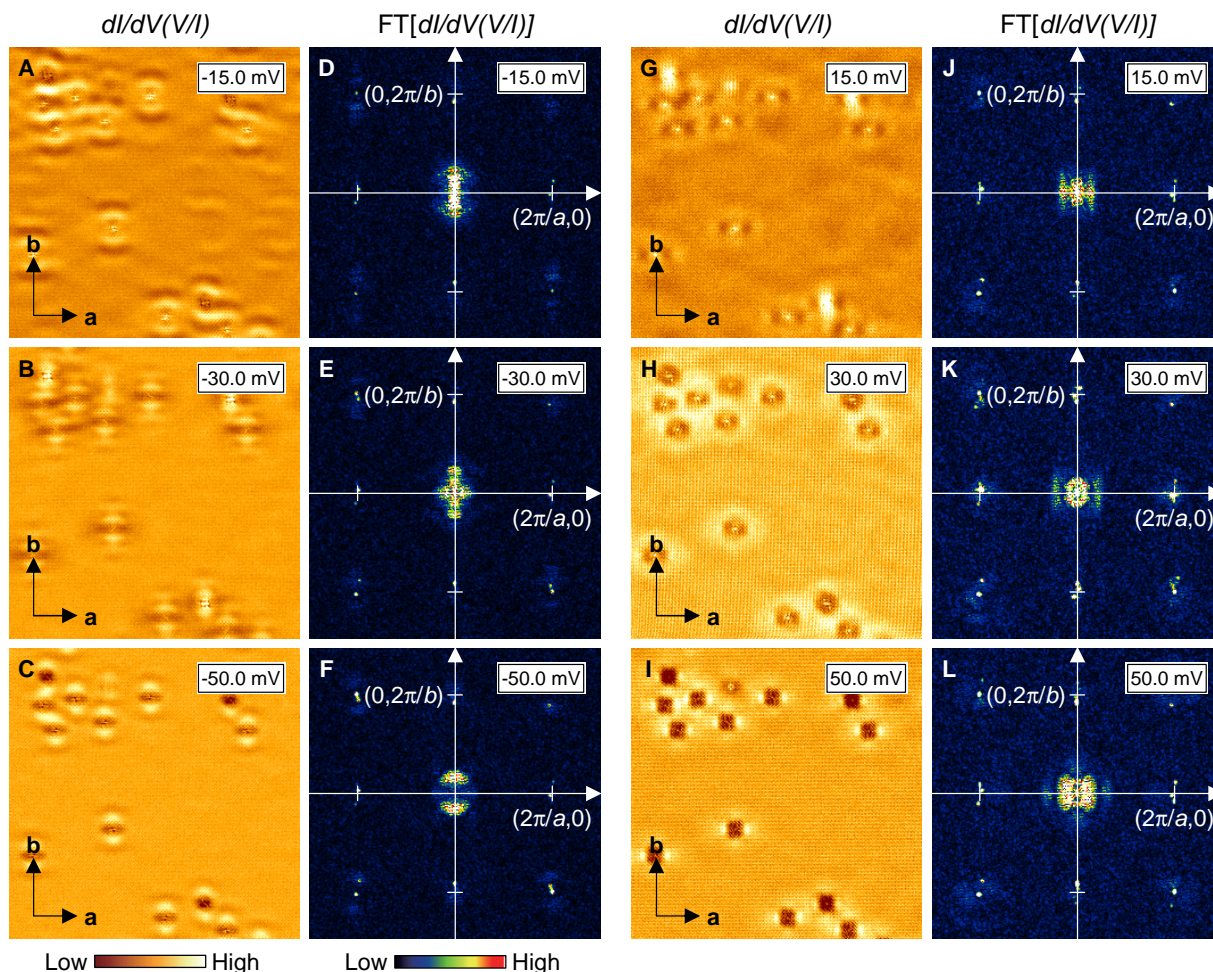 dI/dV(V/I)
FT[dI/dV(V/I)]
dI/dV(V/I)
FT[dI/dV(V/I)]
A
-15.0 mV
b
a
D
-15.0 mV
(0,2π/b)
(2π/a,0)
G
15.0 mV
b
a
J
15.0 mV
(0,2π/b)
(2π/a,0)
B
-30.0 mV
b
a
E
-30.0 mV
(0,2π/b)
(2π/a,0)
H
30.0 mV
b
a
K
30.0 mV
(0,2π/b)
(2π/a,0)
C
-50.0 mV
b
a
F
-50.0 mV
(0,2π/b)
(2π/a,0)
I
50.0 mV
b
a
L
50.0 mV
(0,2π/b)
(2π/a,0)
Low High
Low High